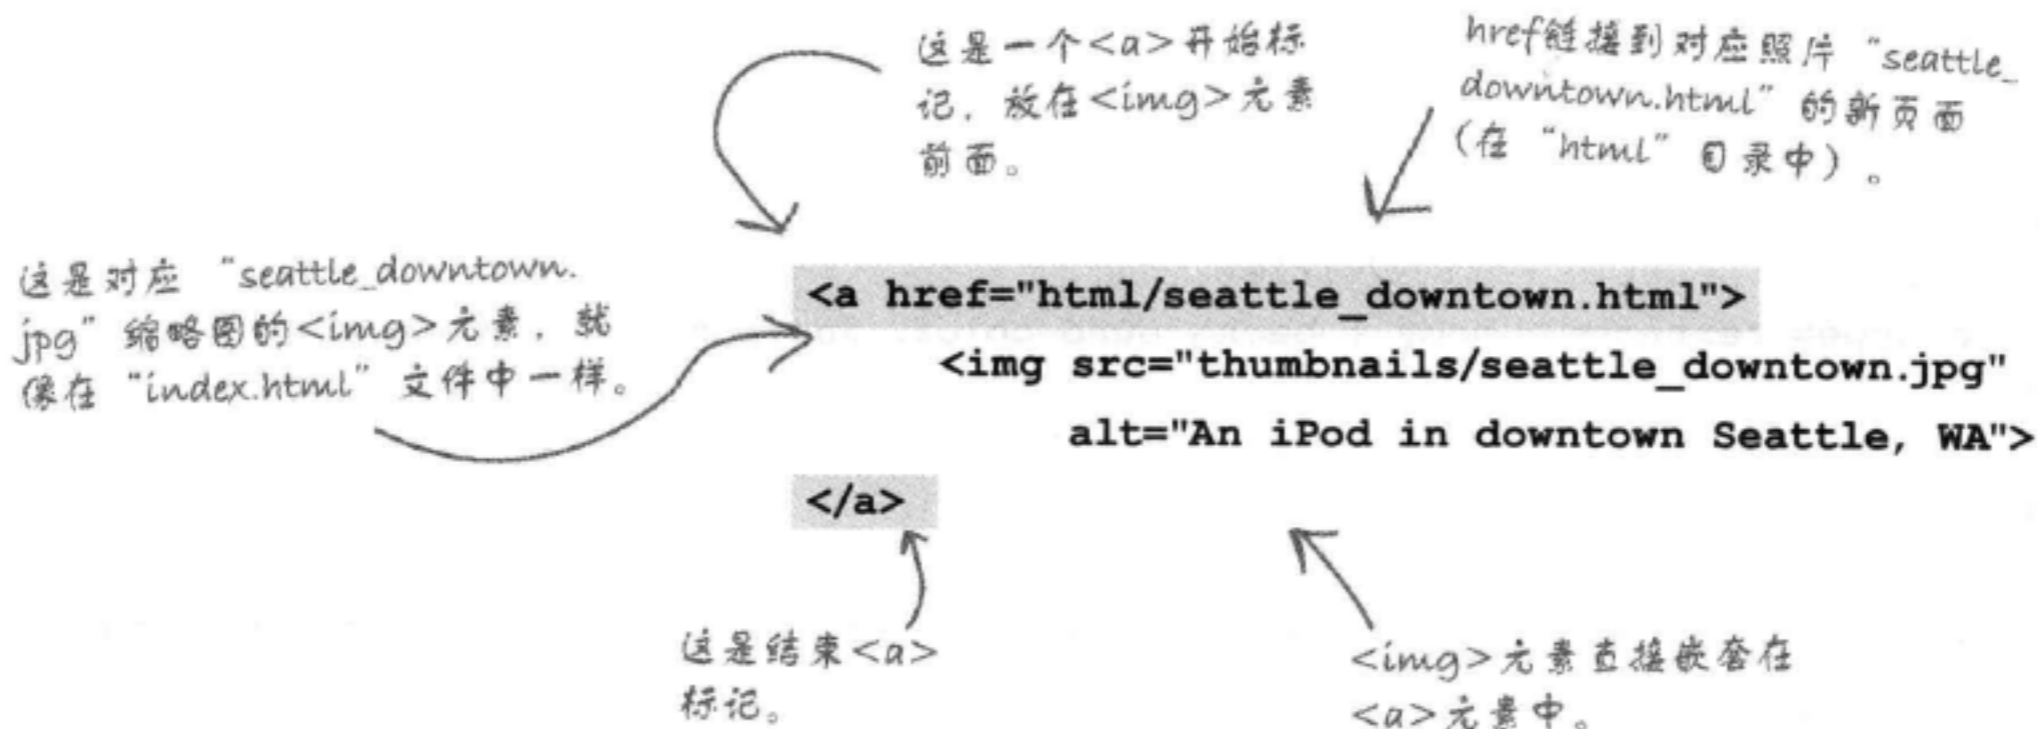 这是一个<a>开始标
记，放在<img>元素
前面。
href链接到对应照片“seattle_
downtown.html”的新页面
（在“html”目录中）。
这是对应“seattle_downtown.
jpg”缩略图的<img>元素，就
像在“index.html”文件中一样。
<a href="html/seattle_downtown.html">
<img src="thumbnails/seattle_downtown.jpg"
alt="An iPod in downtown Seattle, WA">
</a>
这是结束<a>
标记。
<img>元素直接嵌套在
<a>元素中。